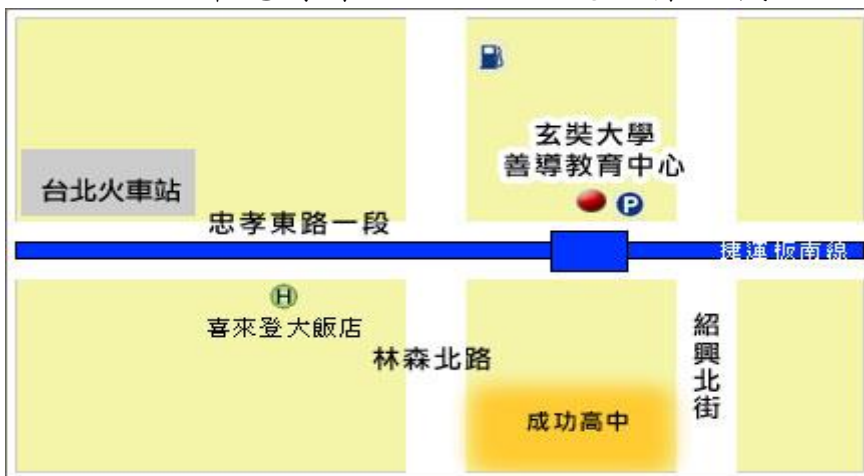 玄奘大學
善導教育中心
P
台北火車站
忠孝東路一段
捷運板南線
H
喜來登大飯店
林森北路
紹興北街
成功高中